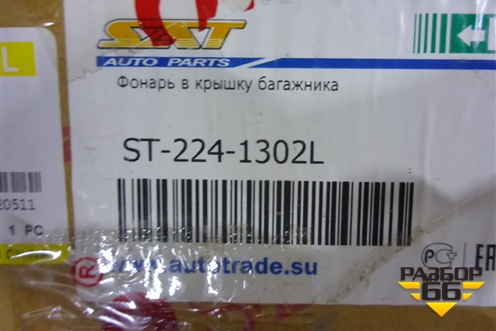 SAT
AUTO PARTS
Фонарь в крышку багажника
L
ST-224-1302L
20511
1 PC
www.autotrade.su
РАЗБОР
66